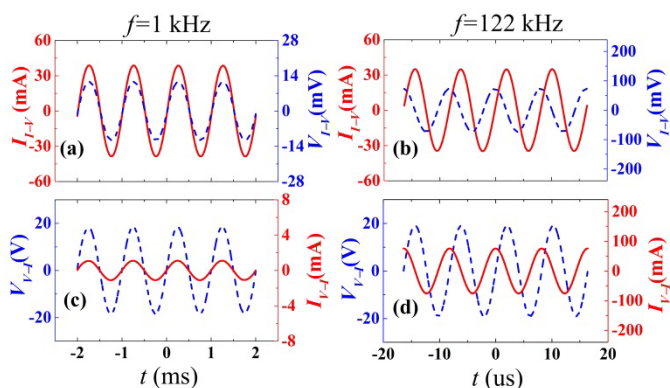 f=1 kHz
f=122 kHz
60
30
0
-30
-60
I_{I-V} (mA)
(a)
28
14
0
-14
-28
V_{I-V}(mV)
60
30
0
-30
-60
I_{I-V} (mA)
(b)
200
100
0
-100
-200
V_{I-V}(mV)
20
0
-20
V_{V-I}(V)
(c)
8
4
0
-4
-8
I_{V-I}(mA)
-2 -1 0 1 2
t (ms)
20
0
-20
V_{V-I}(V)
(d)
200
100
0
-100
-200
I_{V-I}(mA)
-20 -10 0 10 20
t (us)